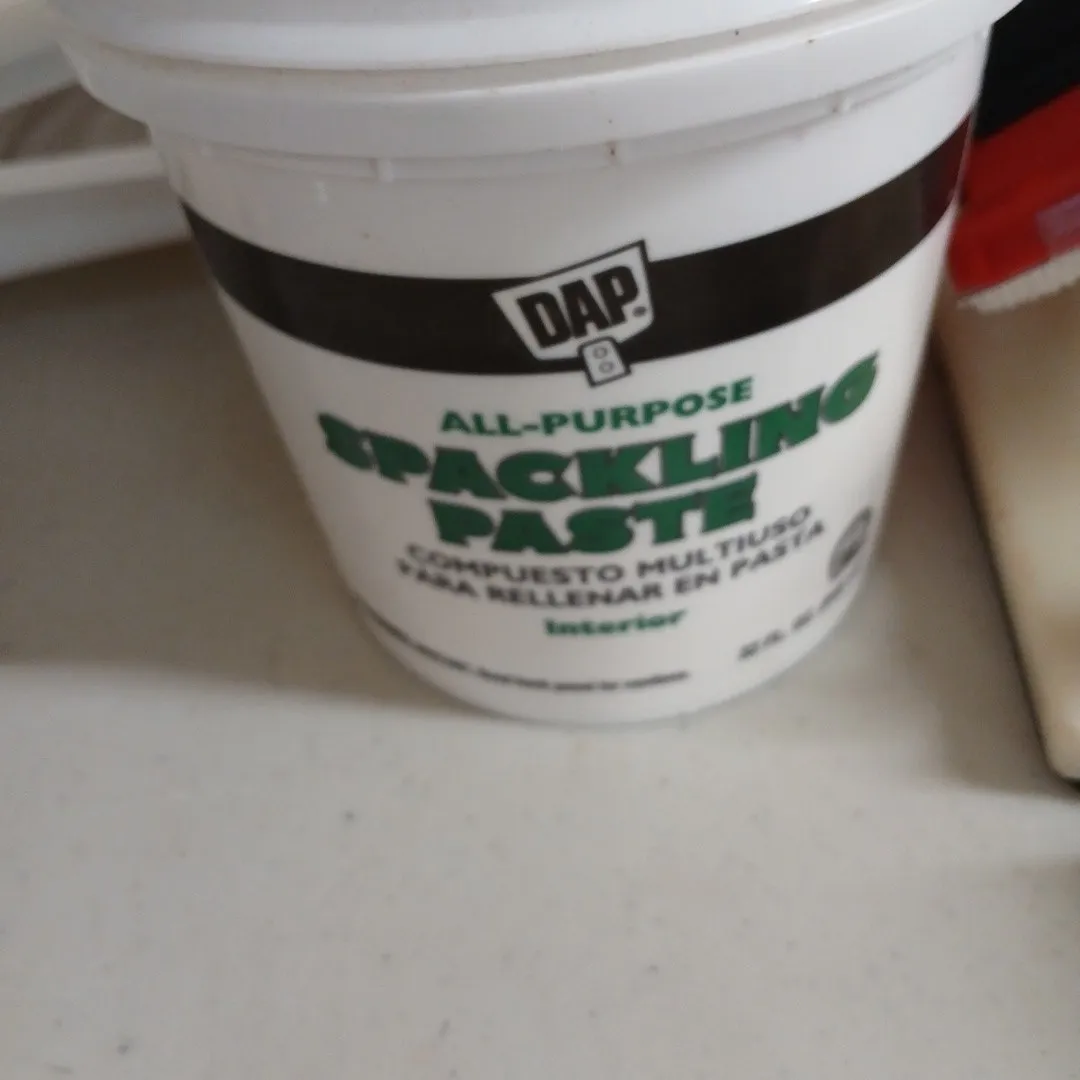 DAP
ALL-PURPOSE
SPACKLING
PASTE
COMPUESTO MULTIUSO
PARA RELLENAR EN PASTA
Interior